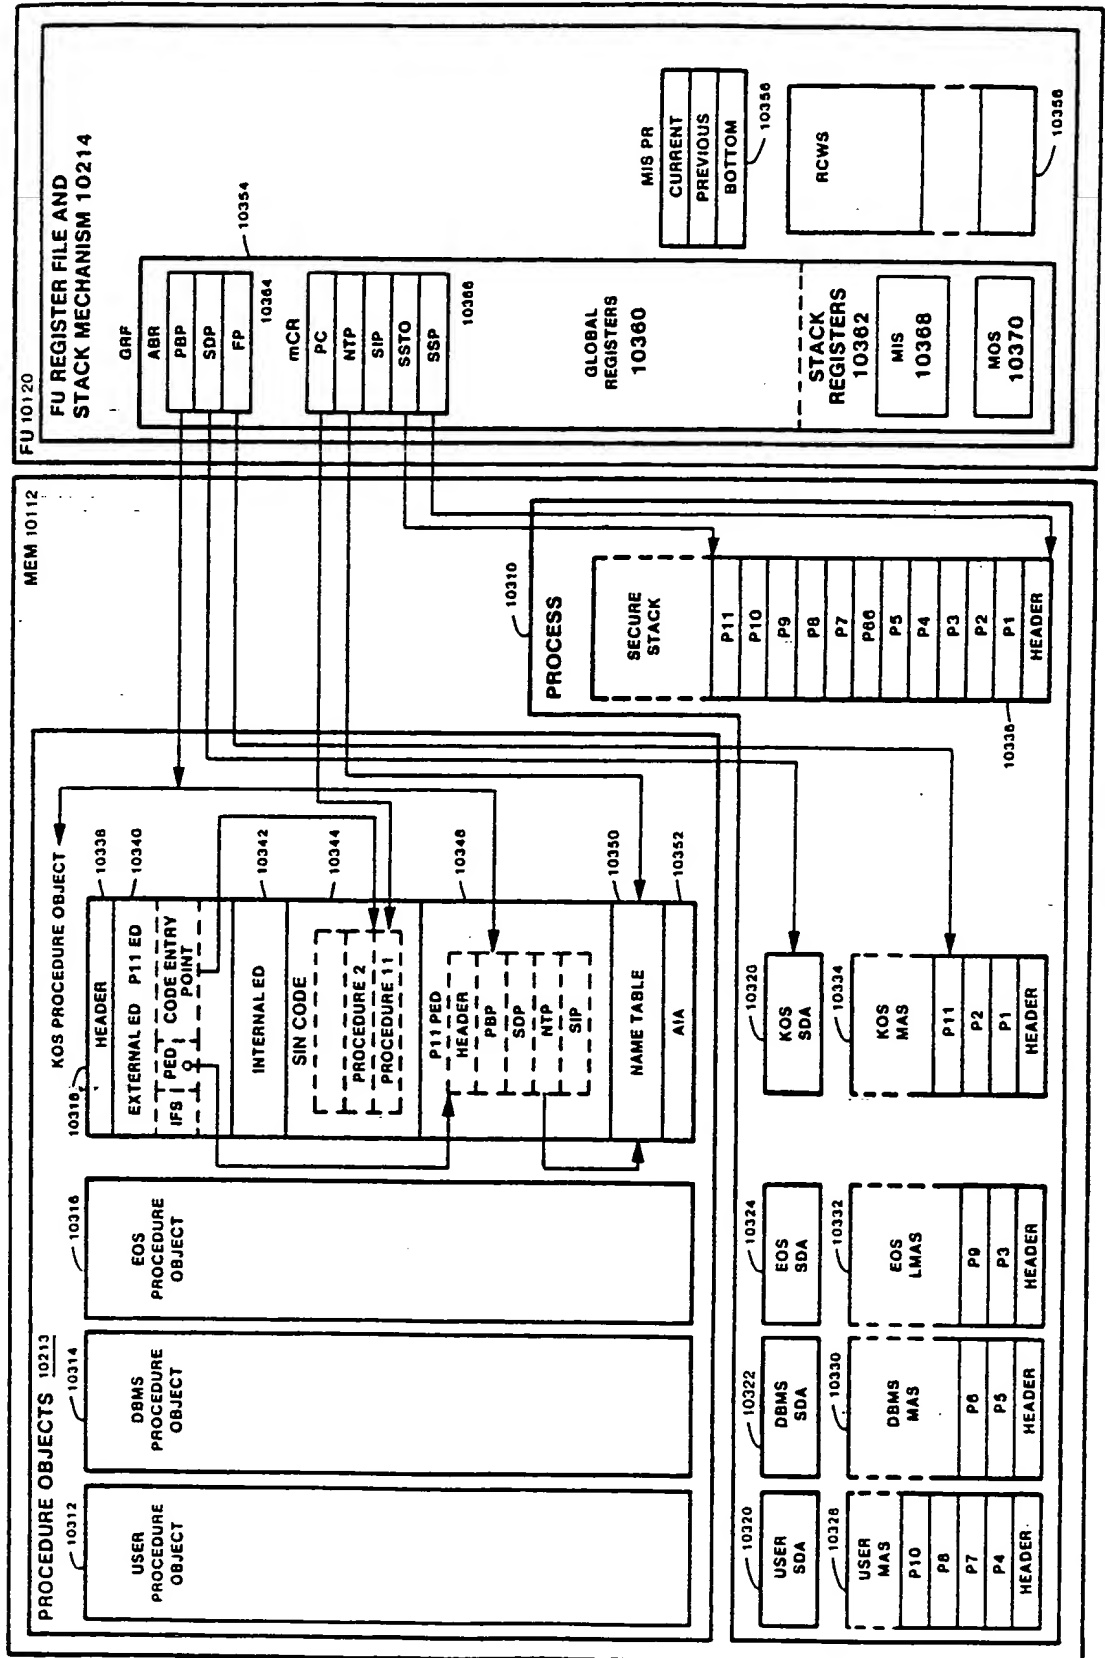 FU 10120
FU REGISTER FILE AND
STACK MECHANISM 10214
10354
GRF
ABR
PBP
SDP
FP
10364
mCR
PC
NTP
SIP
SSTO
SSP
10366
GLOBAL
REGISTERS
10360
STACK
REGISTERS
10362
MIS
10368
MOS
10370
MIS PR
CURRENT
PREVIOUS
BOTTOM
10356
RCWS
10358
MEM 10112
PROCEDURE OBJECTS 10213
10312
USER
PROCEDURE
OBJECT
10314
DBMS
PROCEDURE
OBJECT
10316
EOS
PROCEDURE
OBJECT
10318
KOS PROCEDURE OBJECT
HEADER
10338
EXTERNAL ED P11 ED
10340
IFS PED CODE ENTRY
POINT
INTERNAL ED
10342
SIN CODE
10344
PROCEDURE 2
PROCEDURE 11
P11 PED
10348
HEADER
PBP
SDP
NTP
SIP
NAME TABLE
10350
AIA
10352
10310
PROCESS
SECURE
STACK
P11
P10
P9
P8
P7
P66
P5
P4
P3
P2
P1
HEADER
10336
10320
USER
SDA
10322
DBMS
SDA
10324
EOS
SDA
10320
KOS
SDA
10328
USER
MAS
P10
P8
P7
P4
HEADER
10330
DBMS
MAS
P6
P5
HEADER
10332
EOS
LMAS
P9
P3
HEADER
10334
KOS
MAS
P11
P2
P1
HEADER